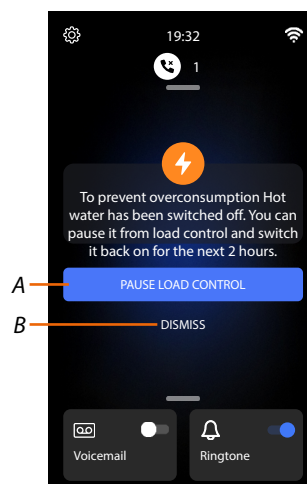 19:32
1
To prevent overconsumption Hot
water has been switched off. You can
pause it from load control and switch
it back on for the next 2 hours.
A
PAUSE LOAD CONTROL
B
DISMISS
Voicemail
Ringtone